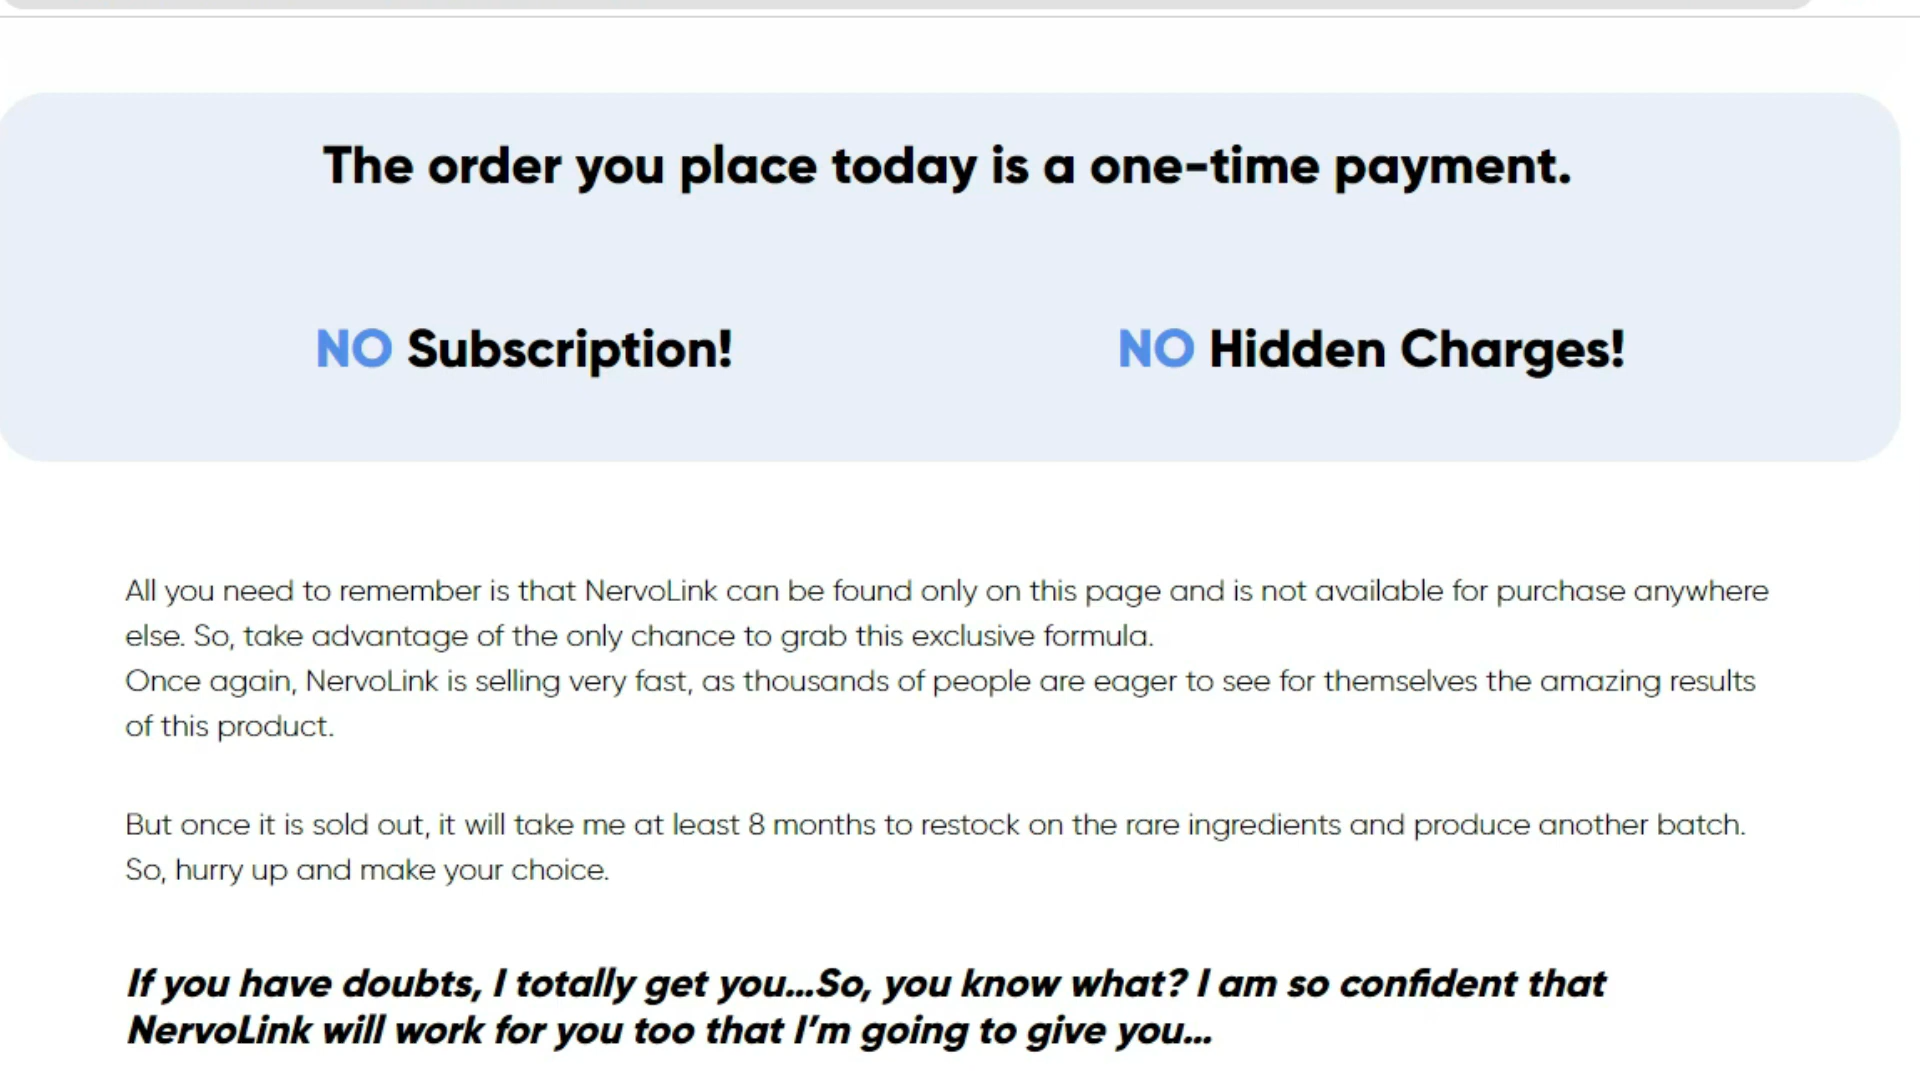 The order you place today is a one-time payment.
NO Subscription!
NO Hidden Charges!
All you need to remember is that NervoLink can be found only on this page and is not available for purchase anywhere
else. So, take advantage of the only chance to grab this exclusive formula.
Once again, NervoLink is selling very fast, as thousands of people are eager to see for themselves the amazing results
of this product.
But once it is sold out, it will take me at least 8 months to restock on the rare ingredients and produce another batch.
So, hurry up and make your choice.
If you have doubts, I totally get you...So, you know what? I am so confident that
NervoLink will work for you too that I’m going to give you...